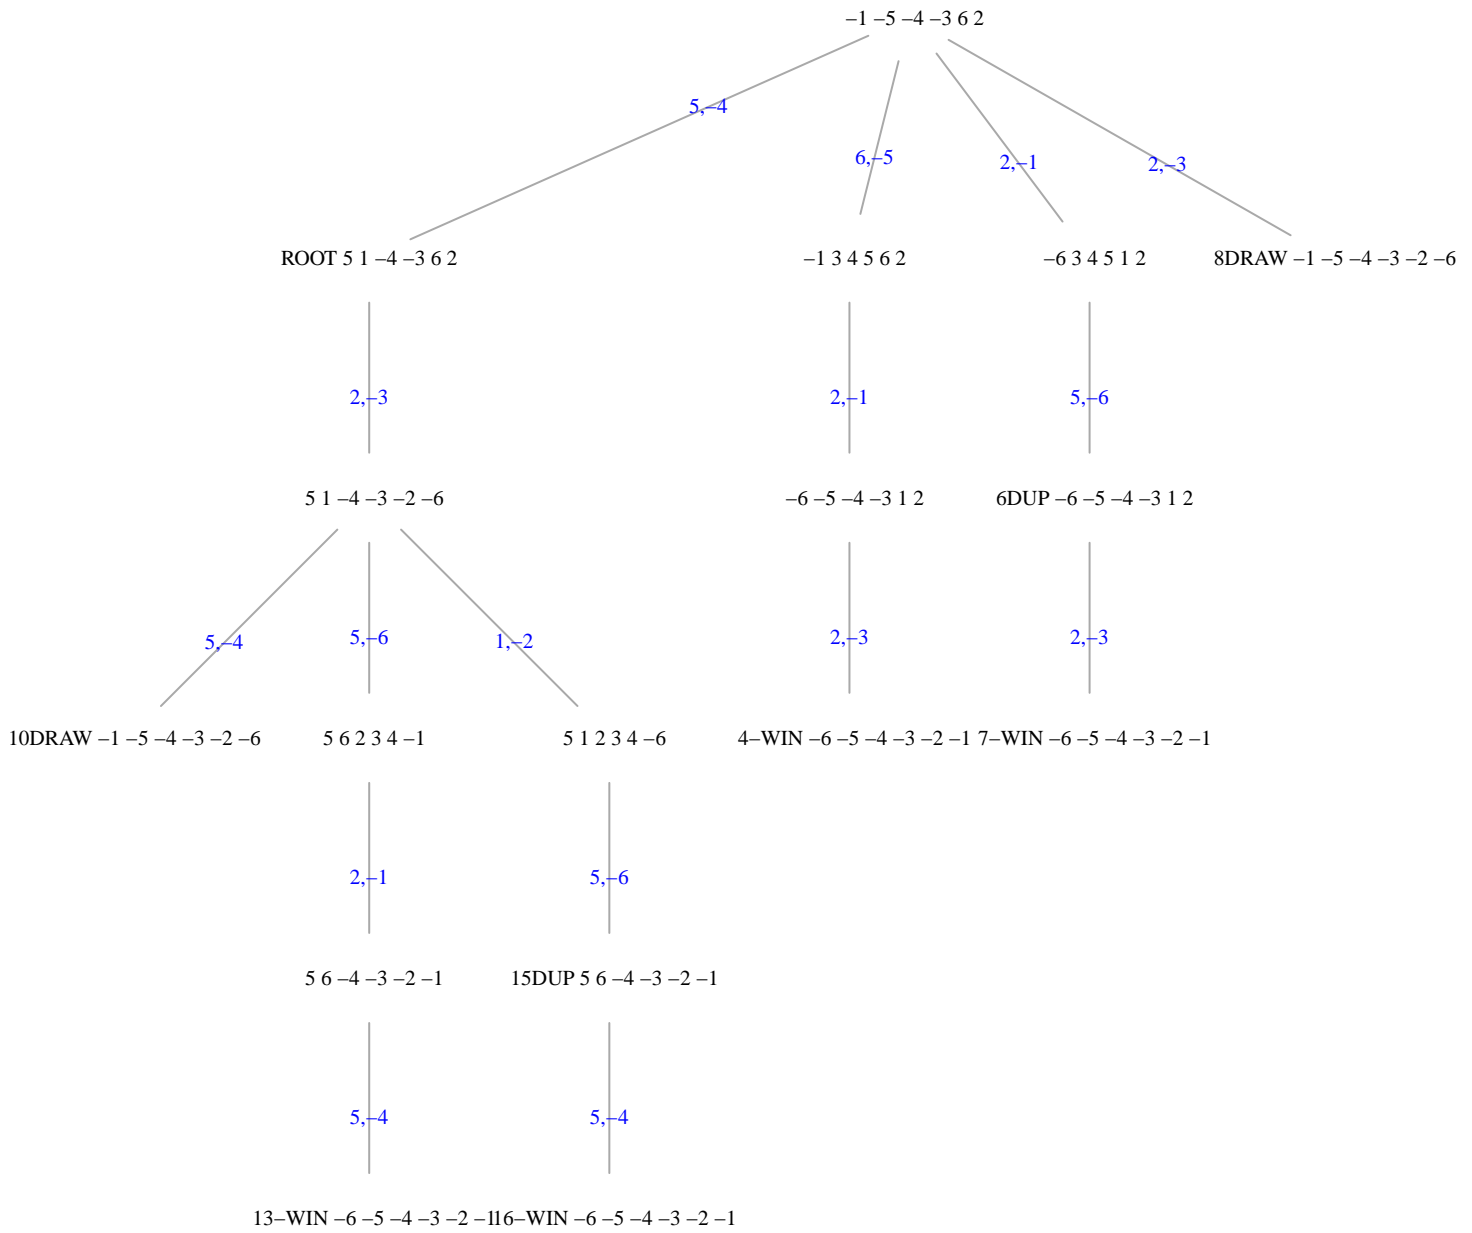 –1 –5 –4 –3 6 2
5,–4
6,–5
2,–1
2,–3
ROOT 5 1 –4 –3 6 2
–1 3 4 5 6 2
–6 3 4 5 1 2
8DRAW –1 –5 –4 –3 –2 –6
2,–3
2,–1
5,–6
5 1 –4 –3 –2 –6
–6 –5 –4 –3 1 2
6DUP –6 –5 –4 –3 1 2
5,–4
5,–6
1,–2
2,–3
2,–3
10DRAW –1 –5 –4 –3 –2 –6
5 6 2 3 4 –1
5 1 2 3 4 –6
4–WIN –6 –5 –4 –3 –2 –1
7–WIN –6 –5 –4 –3 –2 –1
2,–1
5,–6
5 6 –4 –3 –2 –1
15DUP 5 6 –4 –3 –2 –1
5,–4
5,–4
13–WIN –6 –5 –4 –3 –2 –1
16–WIN –6 –5 –4 –3 –2 –1